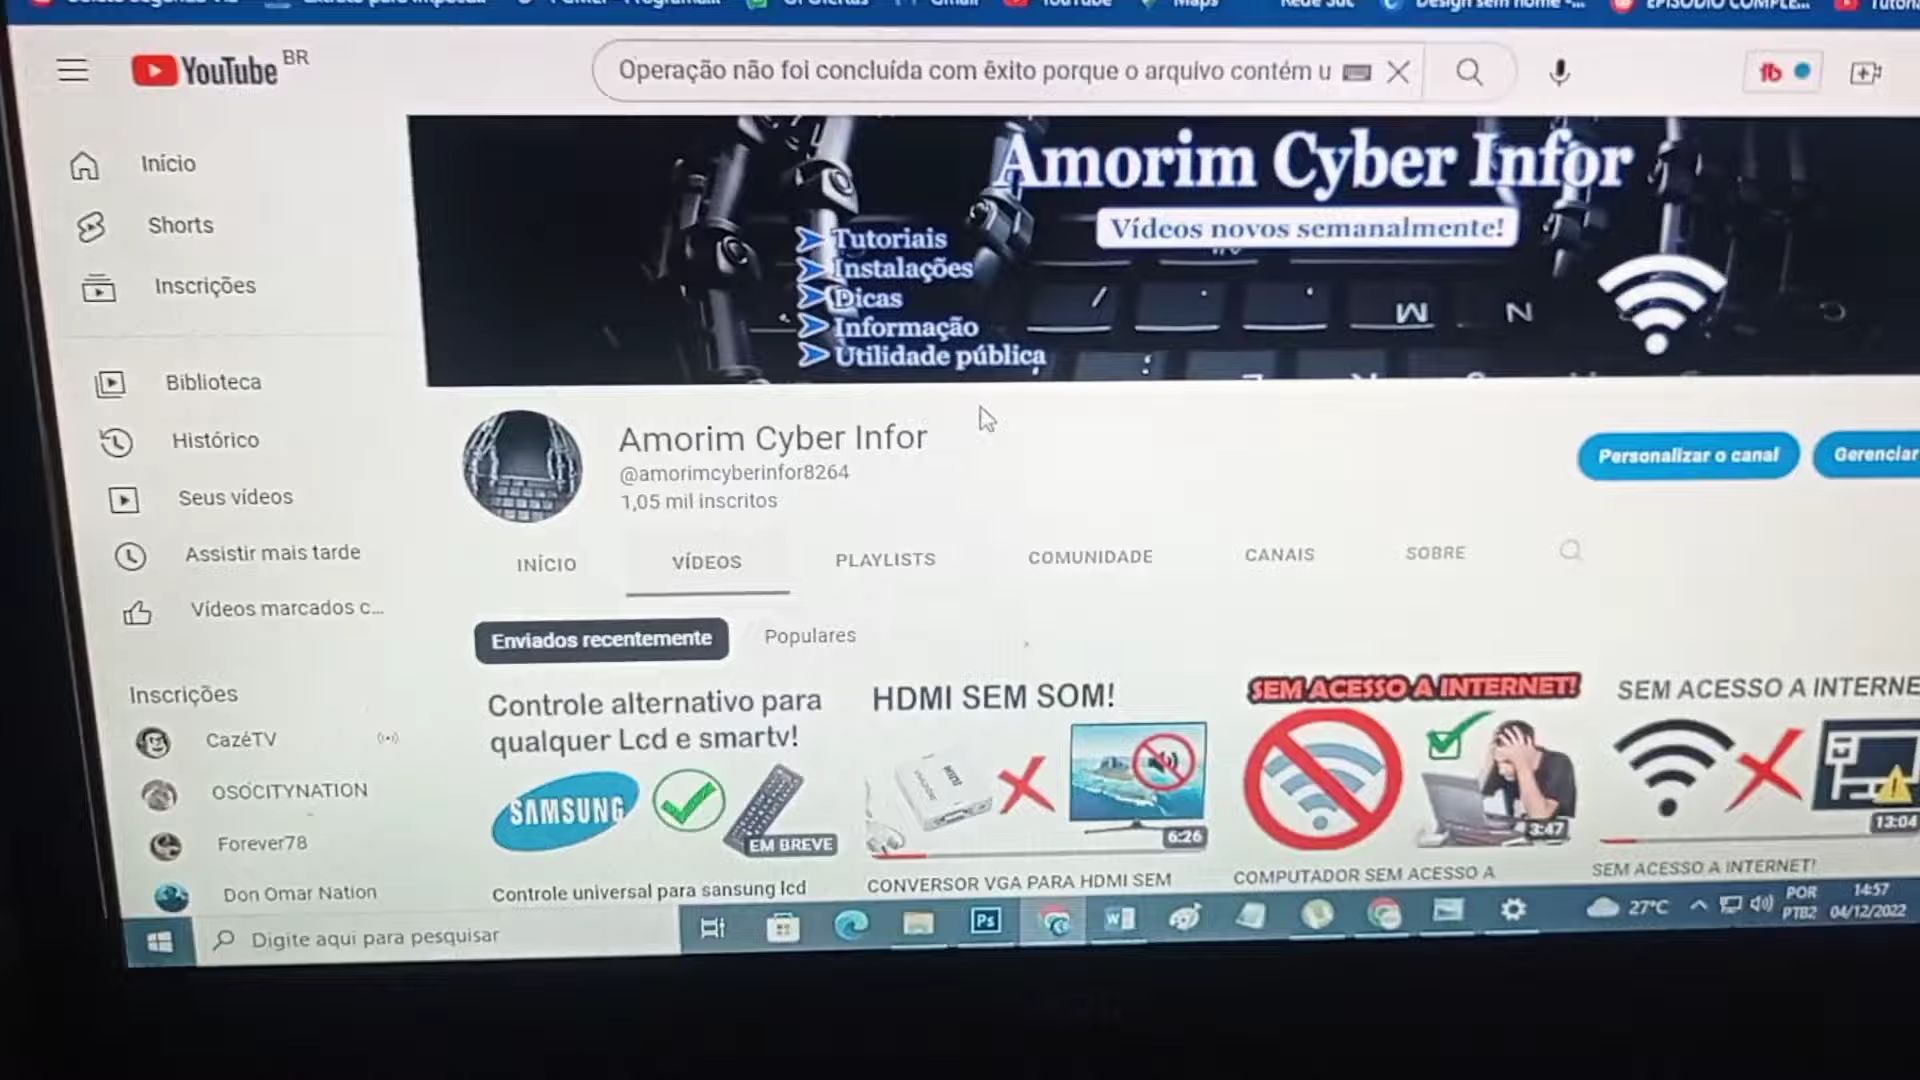 YouTube BR
Operação não foi concluída com êxito porque o arquivo contém u
Início
Shorts
Inscrições
Biblioteca
Histórico
Seus vídeos
Assistir mais tarde
Vídeos marcados c...
Inscrições
CazéTV
OSOCITYNATION
Forever78
Don Omar Nation
Amorim Cyber Infor
Vídeos novos semanalmente!
Tutoriais
Instalações
Dicas
Informação
Utilidade pública
Amorim Cyber Infor
@amorimcyberinfor8264
1,05 mil inscritos
Personalizar o canal
Gerenciar
INÍCIO
VÍDEOS
PLAYLISTS
COMUNIDADE
CANAIS
SOBRE
Enviados recentemente
Populares
Controle alternativo para
qualquer Lcd e smartv!
SAMSUNG
EM BREVE
Controle universal para sansung lcd
HDMI SEM SOM!
6:26
CONVERSOR VGA PARA HDMI SEM
SEM ACESSO A INTERNET!
3:47
COMPUTADOR SEM ACESSO A
SEM ACESSO A INTERNE
13:04
SEM ACESSO A INTERNET!
Digite aqui para pesquisar
Ps
27°C
POR
PTB2
14:57
04/12/2022